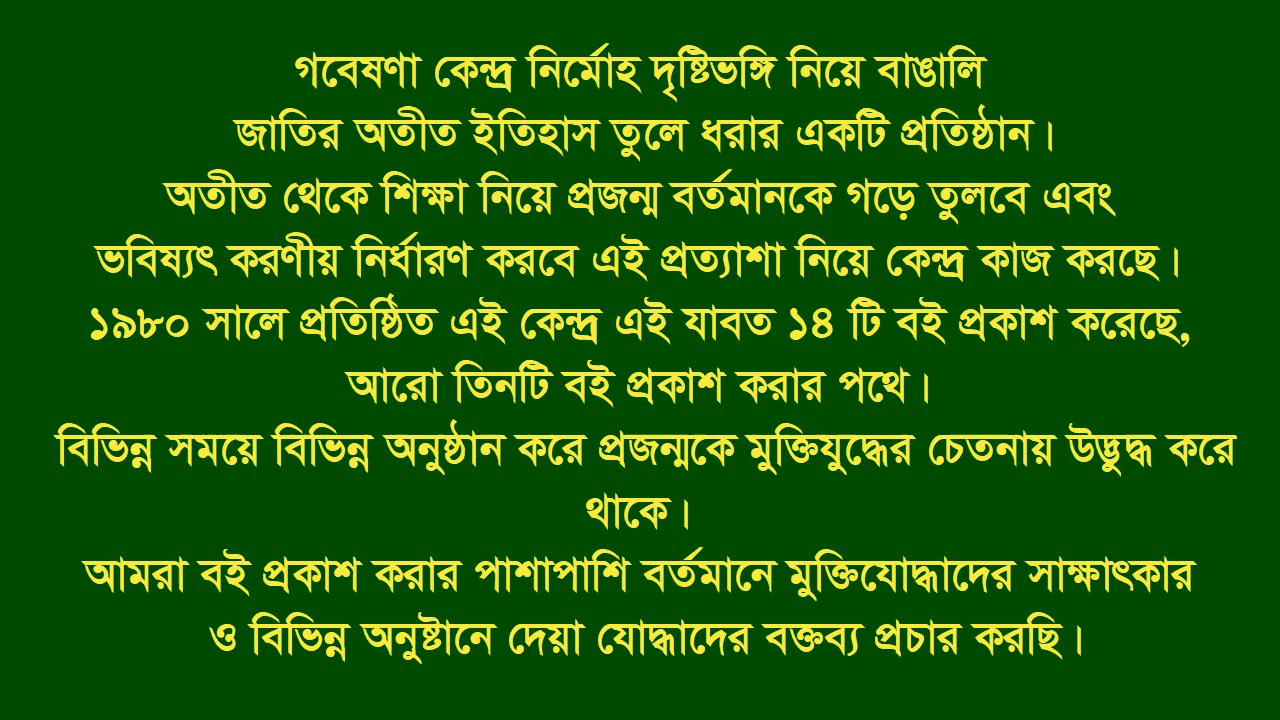 গবেষণা কেন্দ্র নির্মোহ দৃষ্টিভঙ্গি নিয়ে বাঙালি
জাতির অতীত ইতিহাস তুলে ধরার একটি প্রতিষ্ঠান।
অতীত থেকে শিক্ষা নিয়ে প্রজন্ম বর্তমানকে গড়ে তুলবে এবং
ভবিষ্যৎ করণীয় নির্ধারণ করবে এই প্রত্যাশা নিয়ে কেন্দ্র কাজ করছে।
১৯৮০ সালে প্রতিষ্ঠিত এই কেন্দ্র এই যাবত ১৪ টি বই প্রকাশ করেছে,
আরো তিনটি বই প্রকাশ করার পথে।
বিভিন্ন সময়ে বিভিন্ন অনুষ্ঠান করে প্রজন্মকে মুক্তিযুদ্ধের চেতনায় উদ্ভুদ্ধ করে
থাকে।
আমরা বই প্রকাশ করার পাশাপাশি বর্তমানে মুক্তিযোদ্ধাদের সাক্ষাৎকার
ও বিভিন্ন অনুষ্টানে দেয়া যোদ্ধাদের বক্তব্য প্রচার করছি।